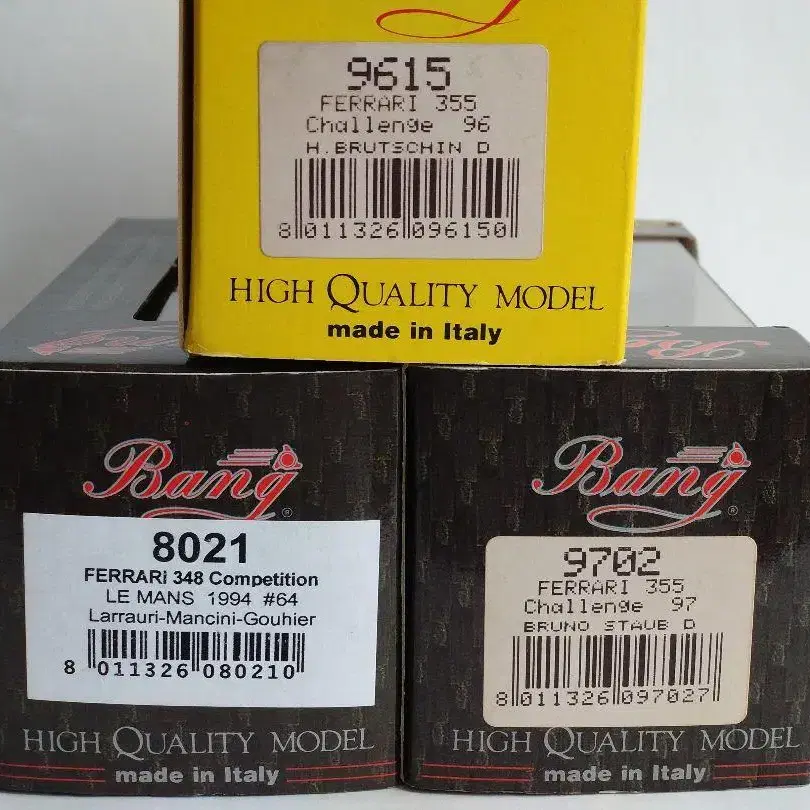 9615
FERRARI 355
Challenge 96
H.BRUTSCHIN D
8 011326 096150
HIGH QUALITY MODEL
made in Italy
Bang
®
8021
FERRARi 348 Competition
LE MANS 1994 #64
Larrauri-Mancini-Gouhier
8 011326 080210
HIGH QUALITY MODEL
made in Italy
Bang
®
9702
FERRARI 355
Challenge 97
BRUNO STAUB D
8 011326 097027
HIGH QUALITY MODEL
made in Italy